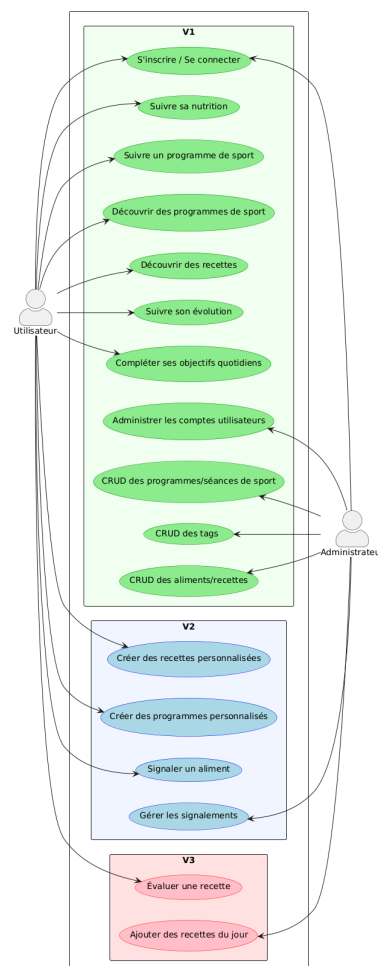 V1
S'inscrire / Se connecter
Suivre sa nutrition
Suivre un programme de sport
Découvrir des programmes de sport
Découvrir des recettes
Suivre son évolution
Utilisateur
Compléter ses objectifs quotidiens
Administrer les comptes utilisateurs
CRUD des programmes/séances de sport
CRUD des tags
Administrateu
CRUD des aliments/recettes
V2
Créer des recettes personnalisées
Créer des programmes personnalisés
Signaler un aliment
Gérer les signalements
V3
Évaluer une recette
Ajouter des recettes du jour